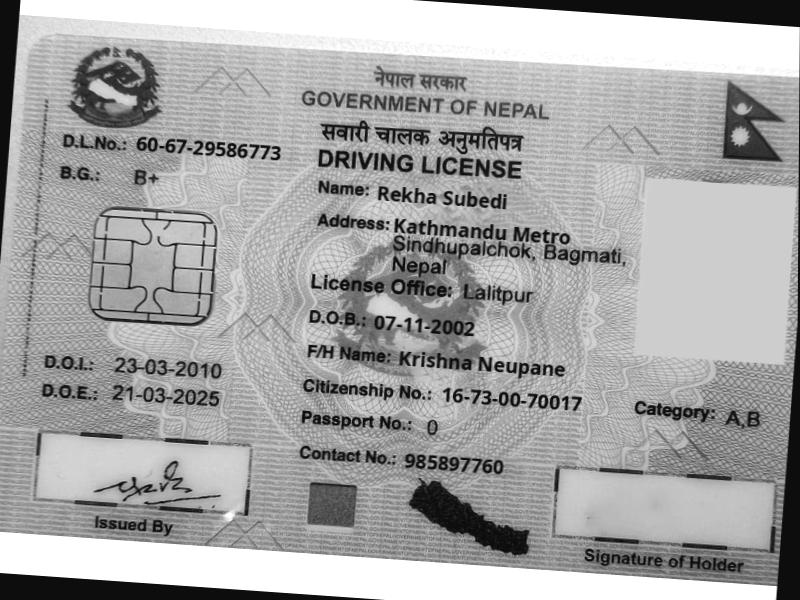 नेपाल सरकार
GOVERNMENT OF NEPAL
सवारी चालक अनुमतिपत्र
DRIVING LICENSE
D.L.No.: 60-67-29586773
B.G.: B+
Name: Rekha Subedi
Address: Kathmandu Metro
Sindhupalchok, Bagmati,
Nepal
License Office: Lalitpur
D.O.B.: 07-11-2002
F/H Name: Krishna Neupane
D.O.I.: 23-03-2010
D.O.E.: 21-03-2025
Citizenship No.: 16-73-00-70017
Category: A,B
Passport No.: 0
Contact No.: 985897760
Issued By
Signature of Holder